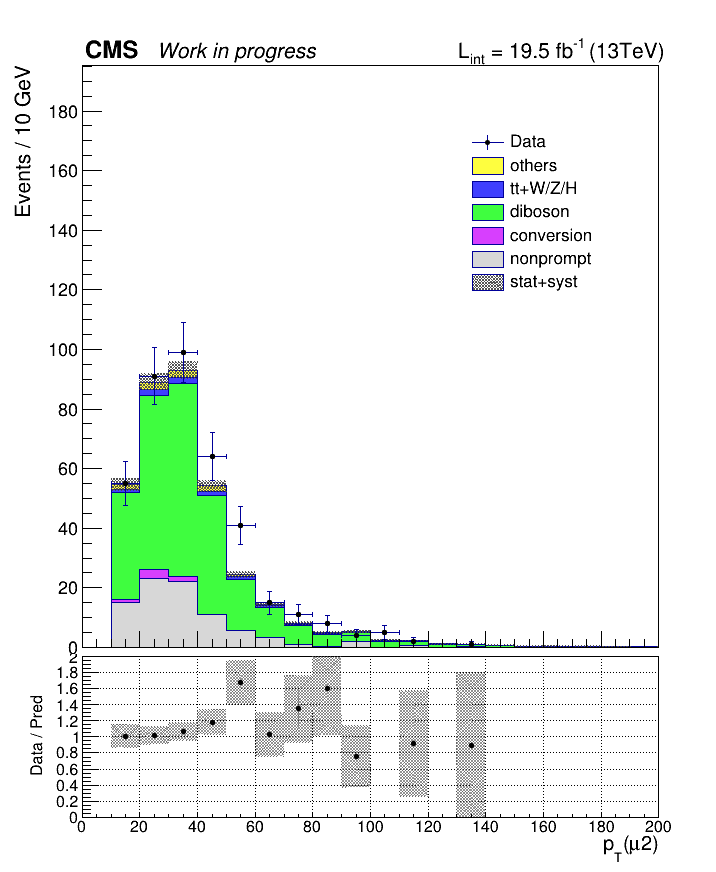 CMS Work in progress L_int = 19.5 fb⁻¹ (13TeV)
Events / 10 GeV
180
160
140
120
100
80
60
40
20
0
Data
others
tt+W/Z/H
diboson
conversion
nonprompt
stat+syst
Data / Pred
2
1.8
1.6
1.4
1.2
1
0.8
0.6
0.4
0.2
0
0 20 40 60 80 100 120 140 160 180 200
p_T(μ2)